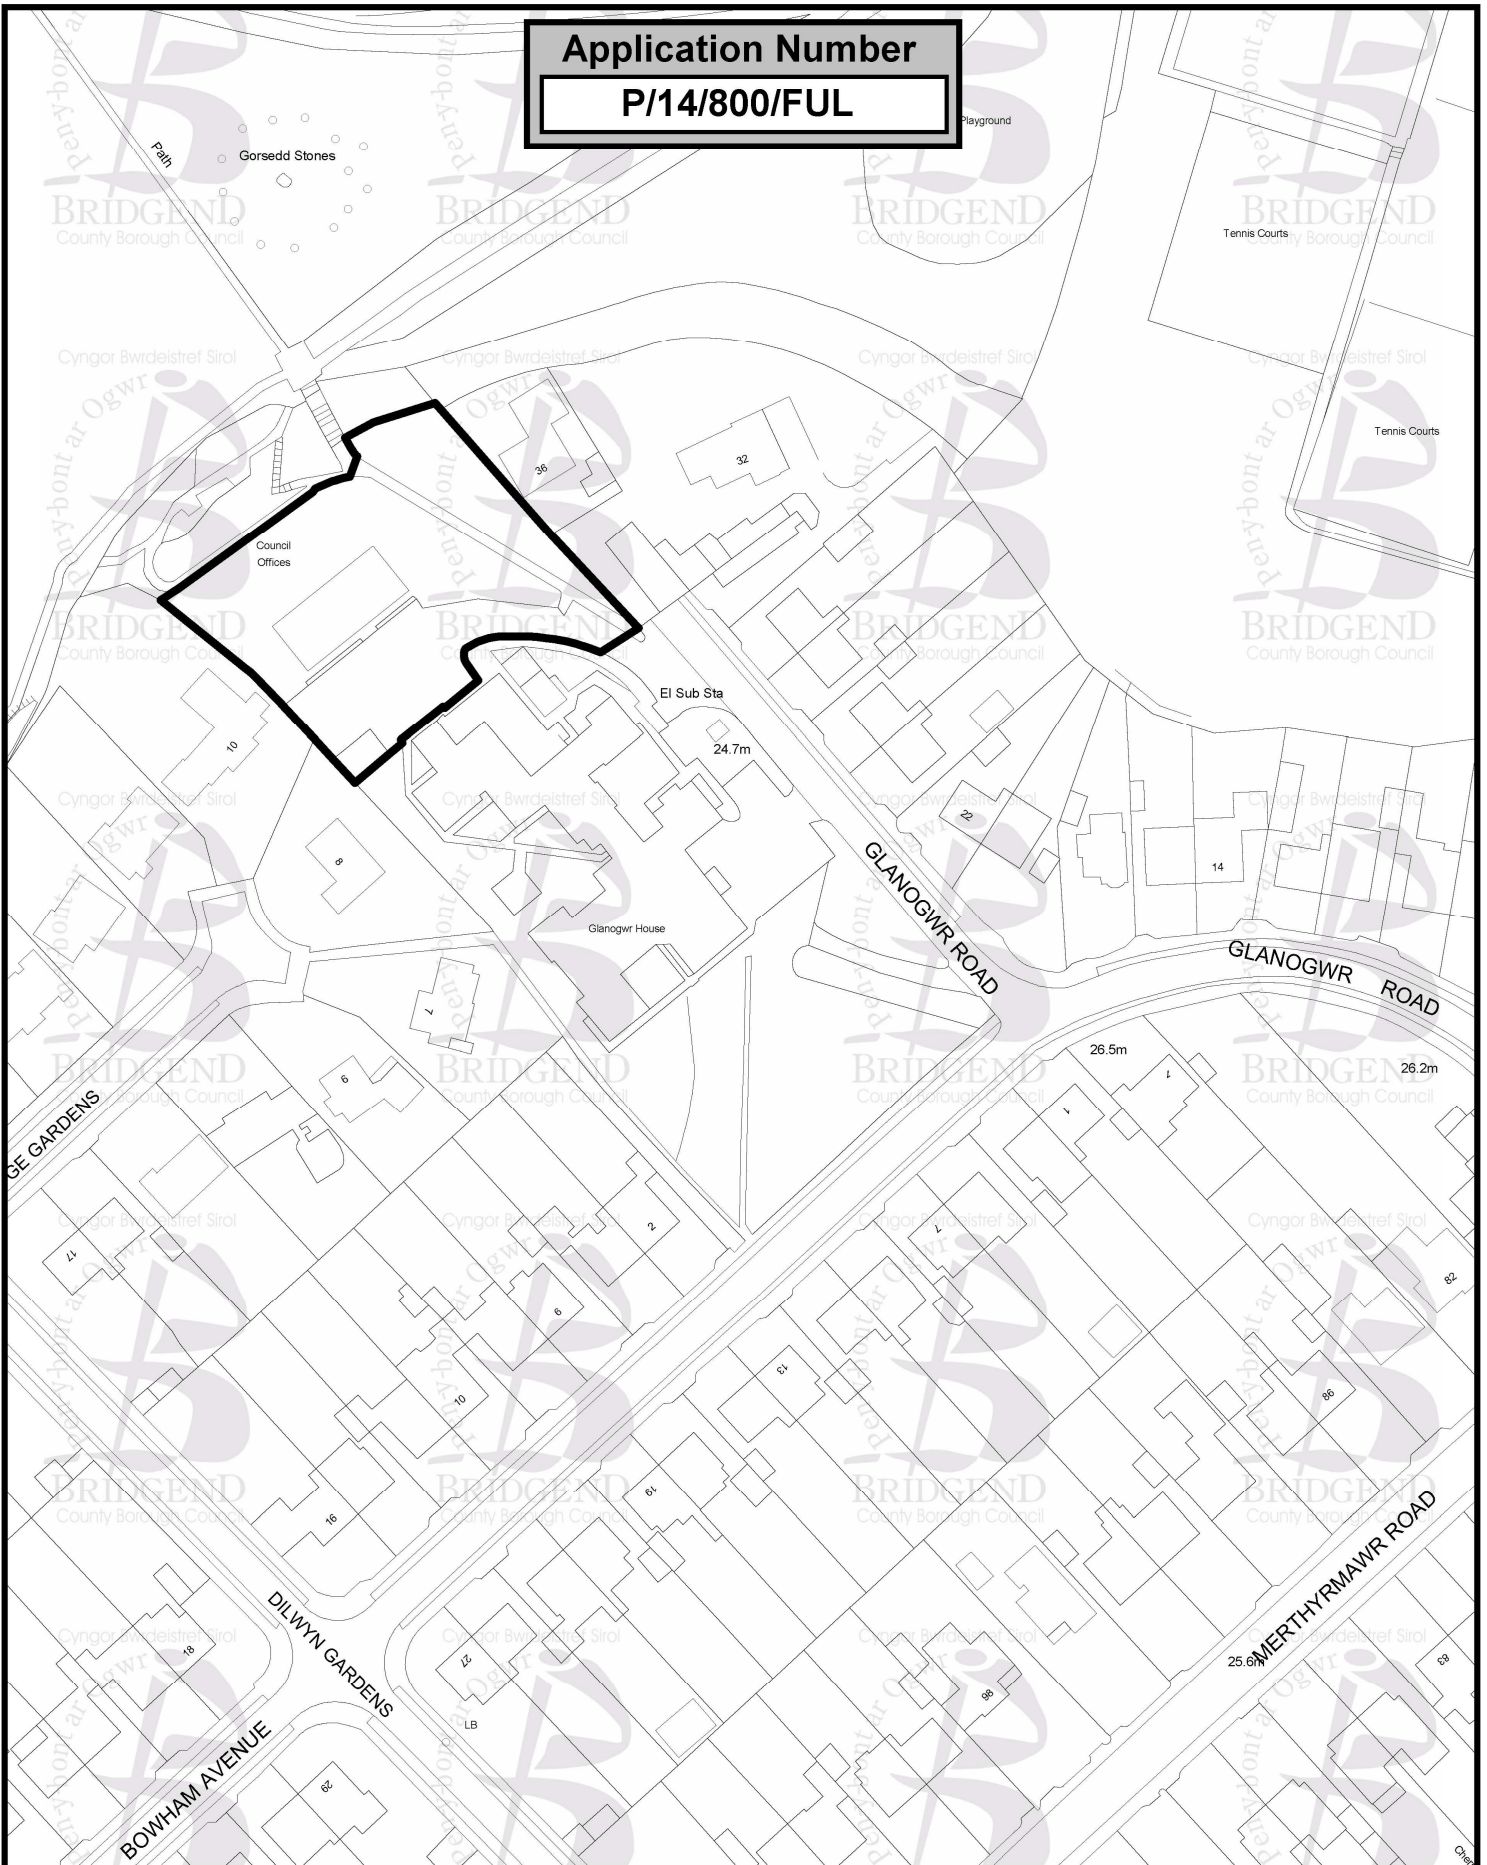 Application Number
P/14/800/FUL
Playground
Path
Gorsedd Stones
Tennis Courts
Tennis Courts
36
32
Council
Offices
El Sub Sta
24.7m
10
8
22
14
GLANOGWR ROAD
Glanogwr House
GLANOGWR ROAD
7
26.5m
1
26.2m
9
1
GE GARDENS
2
7
17
82
6
13
10
86
19
16
MERTHYRMAWR ROAD
DILWYN GARDENS
18
27
25.6m
83
98
LB
BOWHAM AVENUE
29
Pen-y-bont ar Ogwr
BRIDGEND
County Borough Council
Cyngor Bwrdeistref Sirol